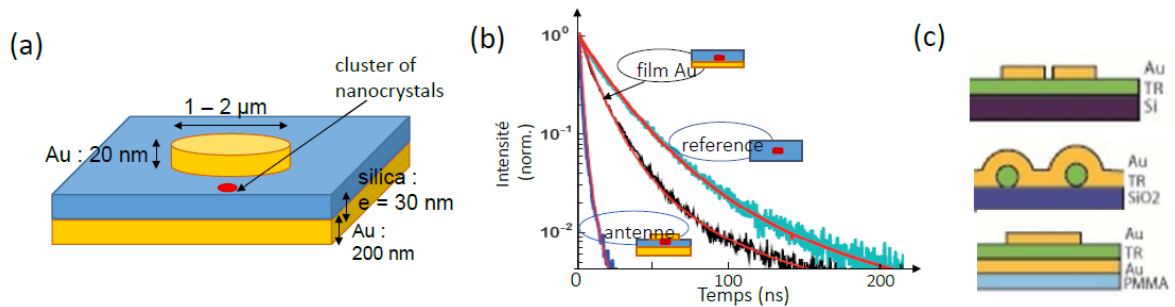 (a)
cluster of
nanocrystals
1 – 2 µm
Au : 20 nm
silica :
e = 30 nm
Au :
200 nm
(b)
Intensité
(norm.)
10⁰
10⁻¹
10⁻²
film Au
reference
antenne
0
100
200
Temps (ns)
(c)
Au
TR
Si
Au
TR
SiO2
Au
TR
Au
PMMA